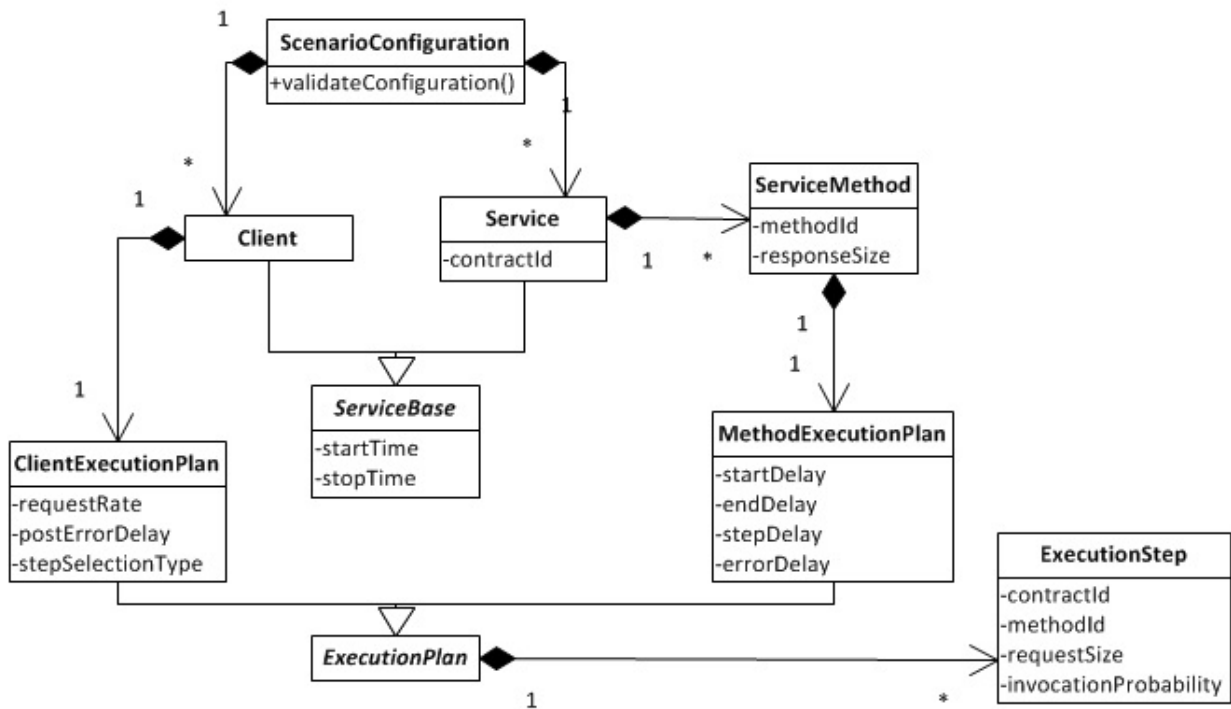 1
ScenarioConfiguration
+validateConfiguration()
1
*
*
1
Client
Service
-contractId
1
*
ServiceMethod
-methodId
-responseSize
1
1
1
ServiceBase
-startTime
-stopTime
ClientExecutionPlan
-requestRate
-postErrorDelay
-stepSelectionType
MethodExecutionPlan
-startDelay
-endDelay
-stepDelay
-errorDelay
ExecutionStep
-contractId
-methodId
-requestSize
-invocationProbability
ExecutionPlan
1
*